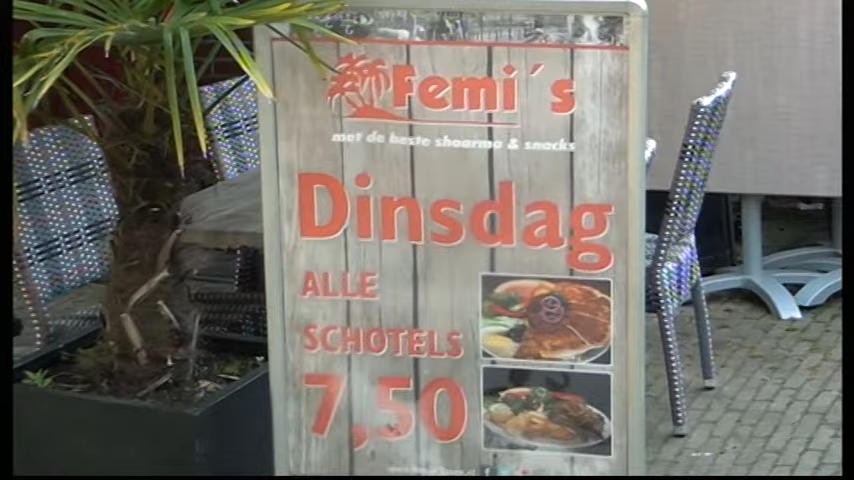 Femi´s
met de beste shoarma & snacks
Dinsdag
ALLE
SCHOTELS
7,50